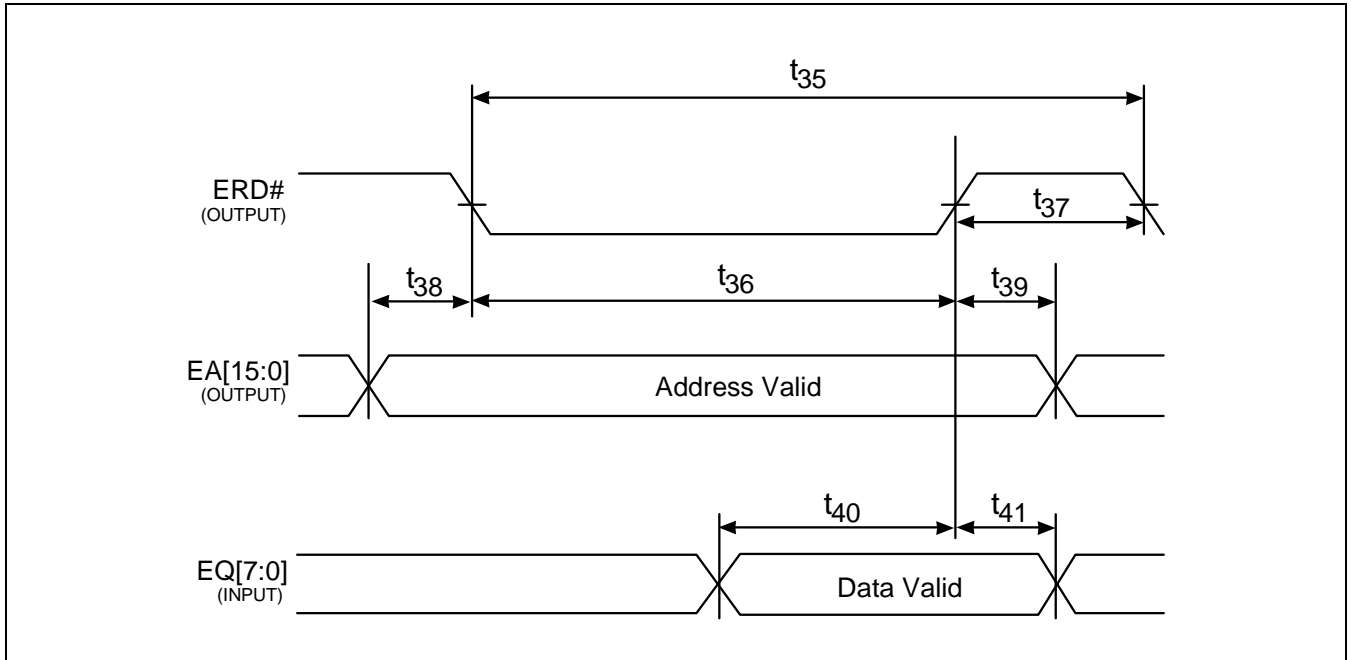 t35
ERD#
(OUTPUT)
t37
t38
t36
t39
EA[15:0]
(OUTPUT)
Address Valid
t40
t41
EQ[7:0]
(INPUT)
Data Valid